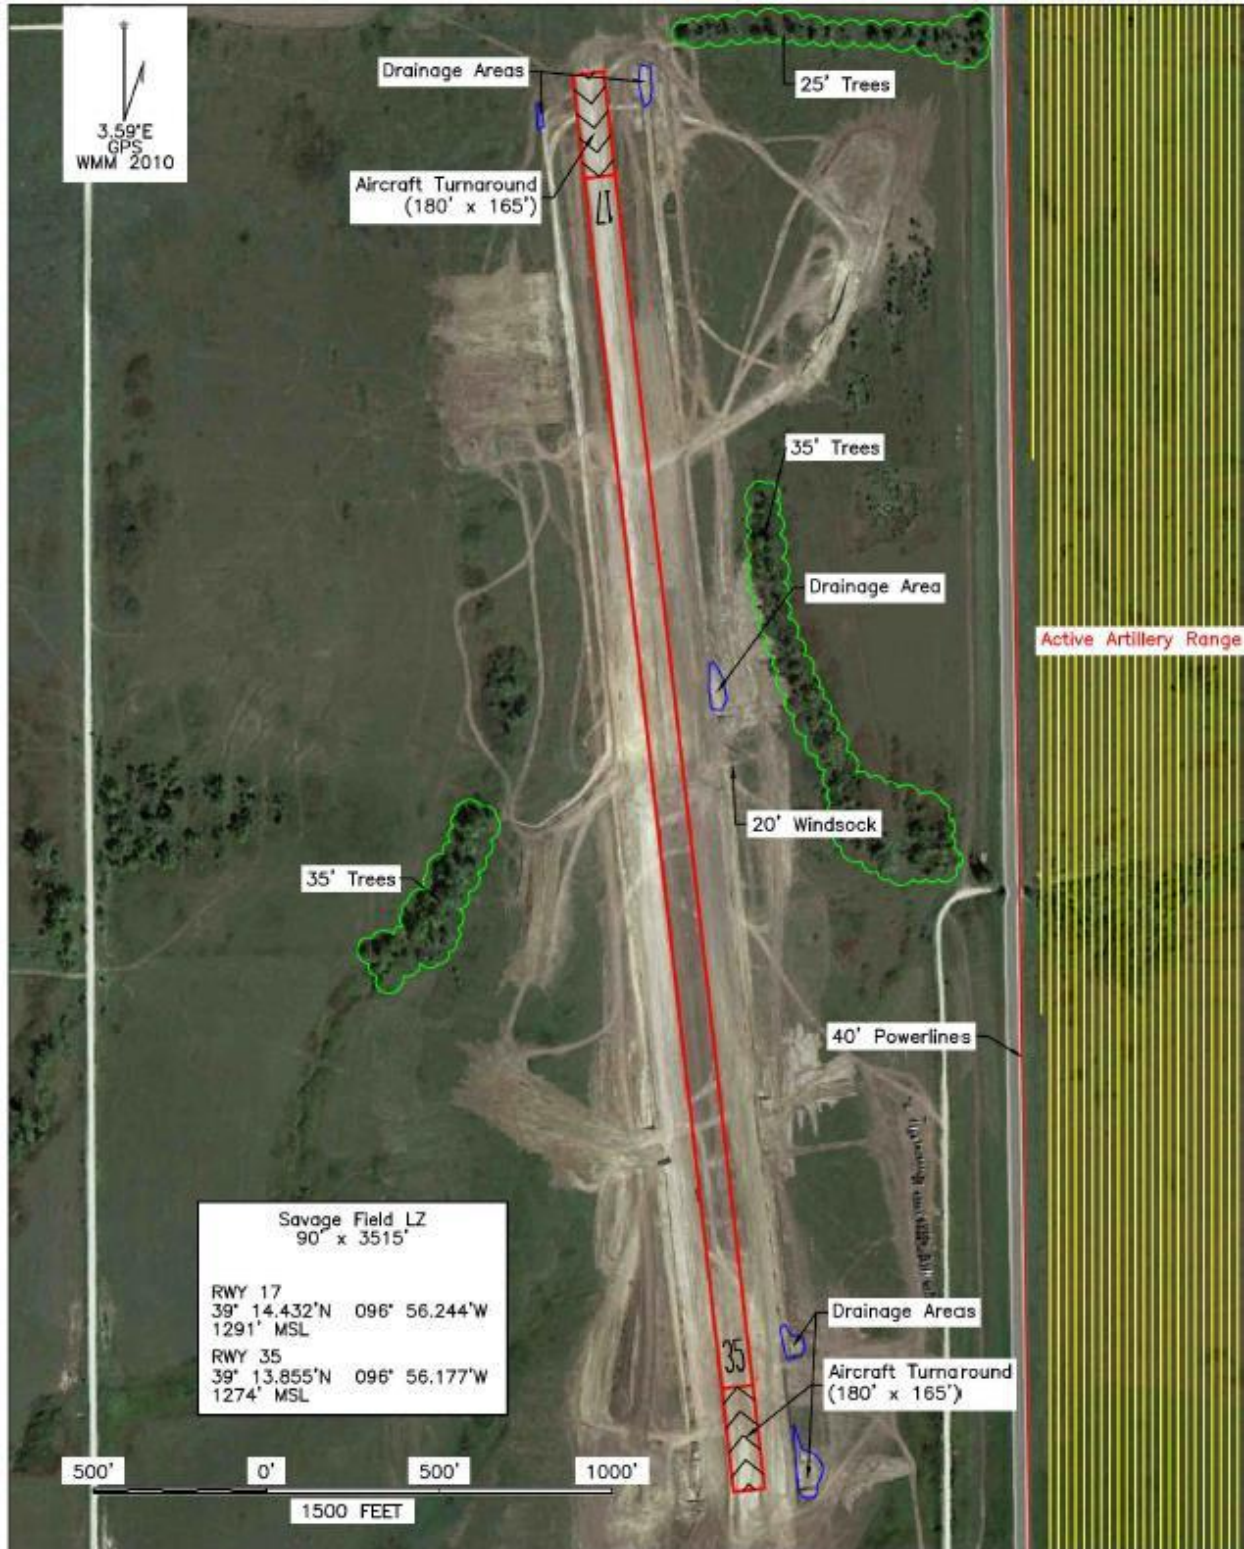 3.59°E
GPS
WMM 2010
Drainage Areas
25' Trees
Aircraft Turnaround
(180' x 165')
17
35' Trees
Drainage Area
Active Artillery Range
20' Windsock
35' Trees
40' Powerlines
Savage Field LZ
90' x 3515'
RWY 17
39° 14.432'N 096° 56.244'W
1291' MSL
RWY 35
39° 13.855'N 096° 56.177'W
1274' MSL
Drainage Areas
35
Aircraft Turnaround
(180' x 165')
500' 0' 500' 1000'
1500 FEET